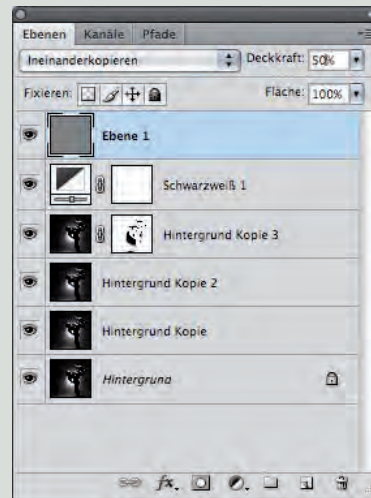 Ebenen Kanäle Pfade
Ineinanderkopieren Deckkraft: 50%
Fixieren: Fläche: 100%
Ebene 1
Schwarzweiß 1
Hintergrund Kopie 3
Hintergrund Kopie 2
Hintergrund Kopie
Hintergrund
fx.